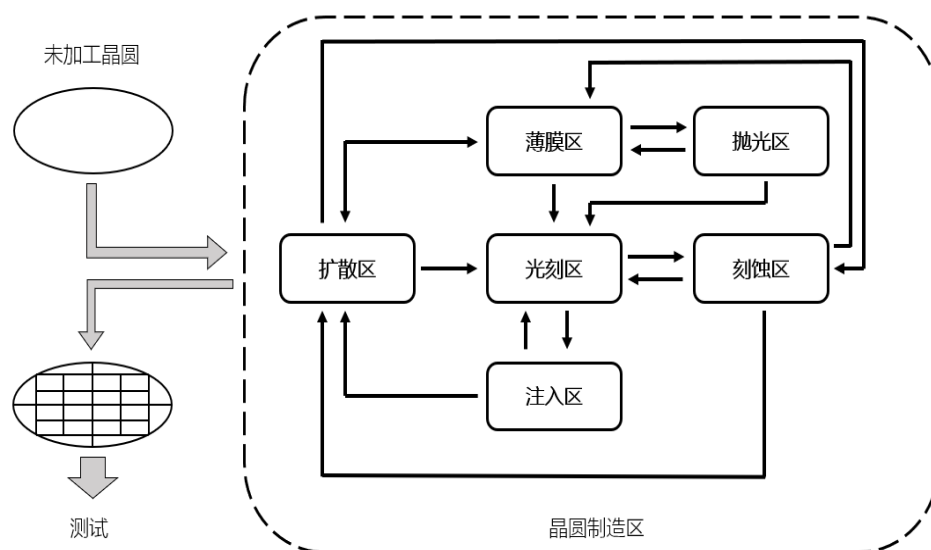 未加工晶圆
薄膜区
抛光区
扩散区
光刻区
刻蚀区
注入区
测试
晶圆制造区